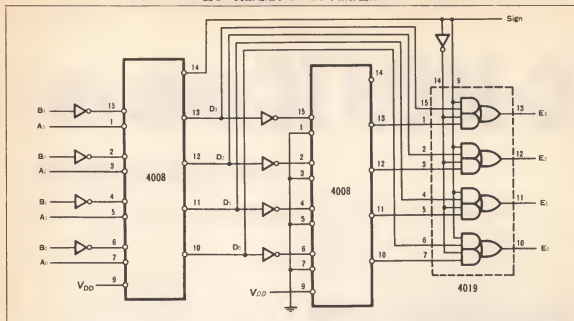 Sign
14
14
14 9
B₃ 15 13 D₃ 15 15 13 E₃
A₃ 1 1 13 1
B₂ 2 12 D₂ 2 2 12 E₂
A₂ 3 3 12 3
4008 4008
B₁ 4 11 D₁ 4 4 11 E₁
A₁ 5 5 11 5
B₀ 6 10 D₀ 6 6 10 E₀
A₀ 7 7 10 7
V_DD 9 V_DD 9
4019